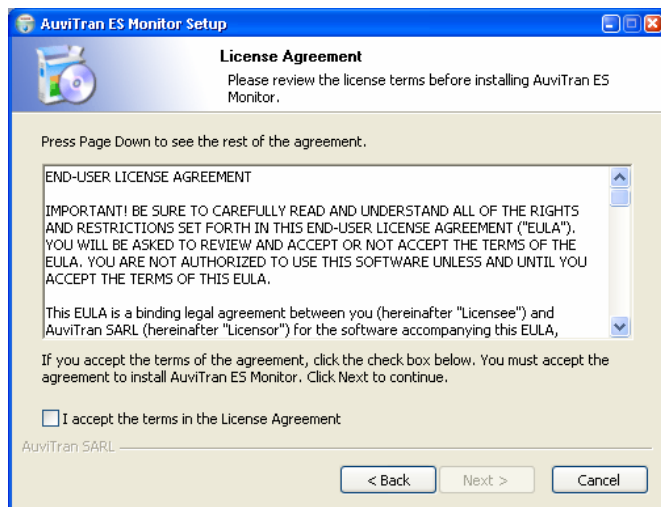 AuviTran ES Monitor Setup
License Agreement
Please review the license terms before installing AuviTran ES
Monitor.
Press Page Down to see the rest of the agreement.
END-USER LICENSE AGREEMENT
IMPORTANT! BE SURE TO CAREFULLY READ AND UNDERSTAND ALL OF THE RIGHTS
AND RESTRICTIONS SET FORTH IN THIS END-USER LICENSE AGREEMENT ("EULA").
YOU WILL BE ASKED TO REVIEW AND ACCEPT OR NOT ACCEPT THE TERMS OF THE
EULA. YOU ARE NOT AUTHORIZED TO USE THIS SOFTWARE UNLESS AND UNTIL YOU
ACCEPT THE TERMS OF THIS EULA.
This EULA is a binding legal agreement between you (hereinafter "Licensee") and
AuviTran SARL (hereinafter "Licensor") for the software accompanying this EULA,
If you accept the terms of the agreement, click the check box below. You must accept the
agreement to install AuviTran ES Monitor. Click Next to continue.
I accept the terms in the License Agreement
AuviTran SARL
< Back
Next >
Cancel